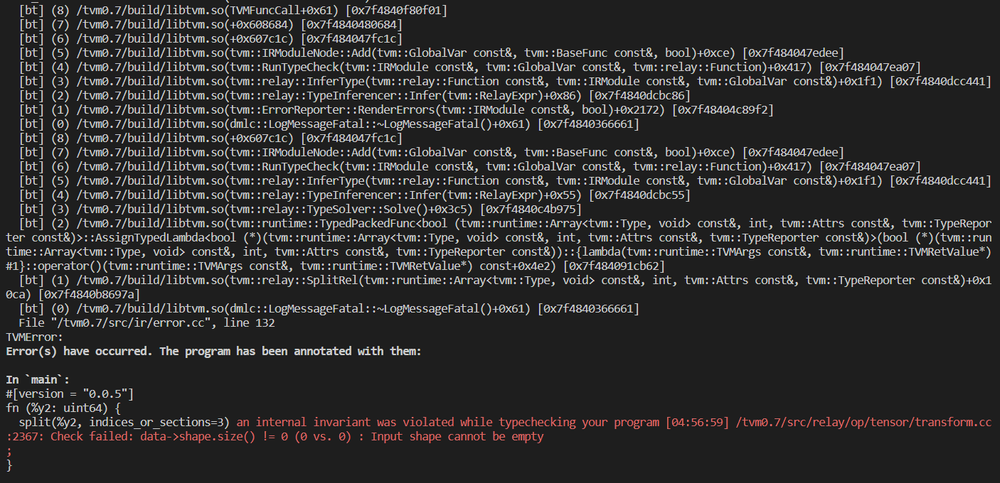 [bt] (8) /tvm0.7/build/libtvm.so(TVMFuncCall+0x61) [0x7f4840f80f01]
[bt] (7) /tvm0.7/build/libtvm.so(+0x608684) [0x7f4840480684]
[bt] (6) /tvm0.7/build/libtvm.so(+0x607c1c) [0x7f484047fc1c]
[bt] (5) /tvm0.7/build/libtvm.so(tvm::IRModuleNode::Add(tvm::GlobalVar const&, tvm::BaseFunc const&, bool)+0xce) [0x7f484047edee]
[bt] (4) /tvm0.7/build/libtvm.so(tvm::RunTypeCheck(tvm::IRModule const&, tvm::GlobalVar const&, tvm::relay::Function)+0x417) [0x7f484047ea07]
[bt] (3) /tvm0.7/build/libtvm.so(tvm::relay::InferType(tvm::relay::Function const&, tvm::IRModule const&, tvm::GlobalVar const&)+0x1f1) [0x7f4840dcc441]
[bt] (2) /tvm0.7/build/libtvm.so(tvm::relay::TypeInferencer::Infer(tvm::RelayExpr)+0x86) [0x7f4840dcbc86]
[bt] (1) /tvm0.7/build/libtvm.so(tvm::ErrorReporter::RenderErrors(tvm::IRModule const&, bool)+0x2172) [0x7f48404c89f2]
[bt] (0) /tvm0.7/build/libtvm.so(dmlc::LogMessageFatal::~LogMessageFatal()+0x61) [0x7f4840366661]
[bt] (8) /tvm0.7/build/libtvm.so(+0x607c1c) [0x7f484047fc1c]
[bt] (7) /tvm0.7/build/libtvm.so(tvm::IRModuleNode::Add(tvm::GlobalVar const&, tvm::BaseFunc const&, bool)+0xce) [0x7f484047edee]
[bt] (6) /tvm0.7/build/libtvm.so(tvm::RunTypeCheck(tvm::IRModule const&, tvm::GlobalVar const&, tvm::relay::Function)+0x417) [0x7f484047ea07]
[bt] (5) /tvm0.7/build/libtvm.so(tvm::relay::InferType(tvm::relay::Function const&, tvm::IRModule const&, tvm::GlobalVar const&)+0x1f1) [0x7f4840dcc441]
[bt] (4) /tvm0.7/build/libtvm.so(tvm::relay::TypeInferencer::Infer(tvm::RelayExpr)+0x55) [0x7f4840dcbc55]
[bt] (3) /tvm0.7/build/libtvm.so(tvm::relay::TypeSolver::Solve()+0x3c5) [0x7f4840c4b975]
[bt] (2) /tvm0.7/build/libtvm.so(tvm::runtime::TypedPackedFunc<bool (tvm::runtime::Array<tvm::Type, void> const&, int, tvm::Attrs const&, tvm::TypeRepor
ter const&)>::AssignTypedLambda<bool (*)(tvm::runtime::Array<tvm::Type, void> const&, int, tvm::Attrs const&, tvm::TypeReporter const&)>(bool (*)(tvm::run
time::Array<tvm::Type, void> const&, int, tvm::Attrs const&, tvm::TypeReporter const&))::{lambda(tvm::runtime::TVMArgs const&, tvm::runtime::TVMRetValue*)
#1}::operator()(tvm::runtime::TVMArgs const&, tvm::runtime::TVMRetValue*) const+0x4e2) [0x7f484091cb62]
[bt] (1) /tvm0.7/build/libtvm.so(tvm::relay::SplitRel(tvm::runtime::Array<tvm::Type, void> const&, int, tvm::Attrs const&, tvm::TypeReporter const&)+0x1
0ca) [0x7f4840b8697a]
[bt] (0) /tvm0.7/build/libtvm.so(dmlc::LogMessageFatal::~LogMessageFatal()+0x61) [0x7f4840366661]
File "/tvm0.7/src/ir/error.cc", line 132
TVMError:
Error(s) have occurred. The program has been annotated with them:
In `main`:
#[version = "0.0.5"]
fn (%y2: uint64) {
split(%y2, indices_or_sections=3) an internal invariant was violated while typechecking your program [04:56:59] /tvm0.7/src/relay/op/tensor/transform.cc
:2367: Check failed: data->shape.size() != 0 (0 vs. 0) : Input shape cannot be empty
;
}